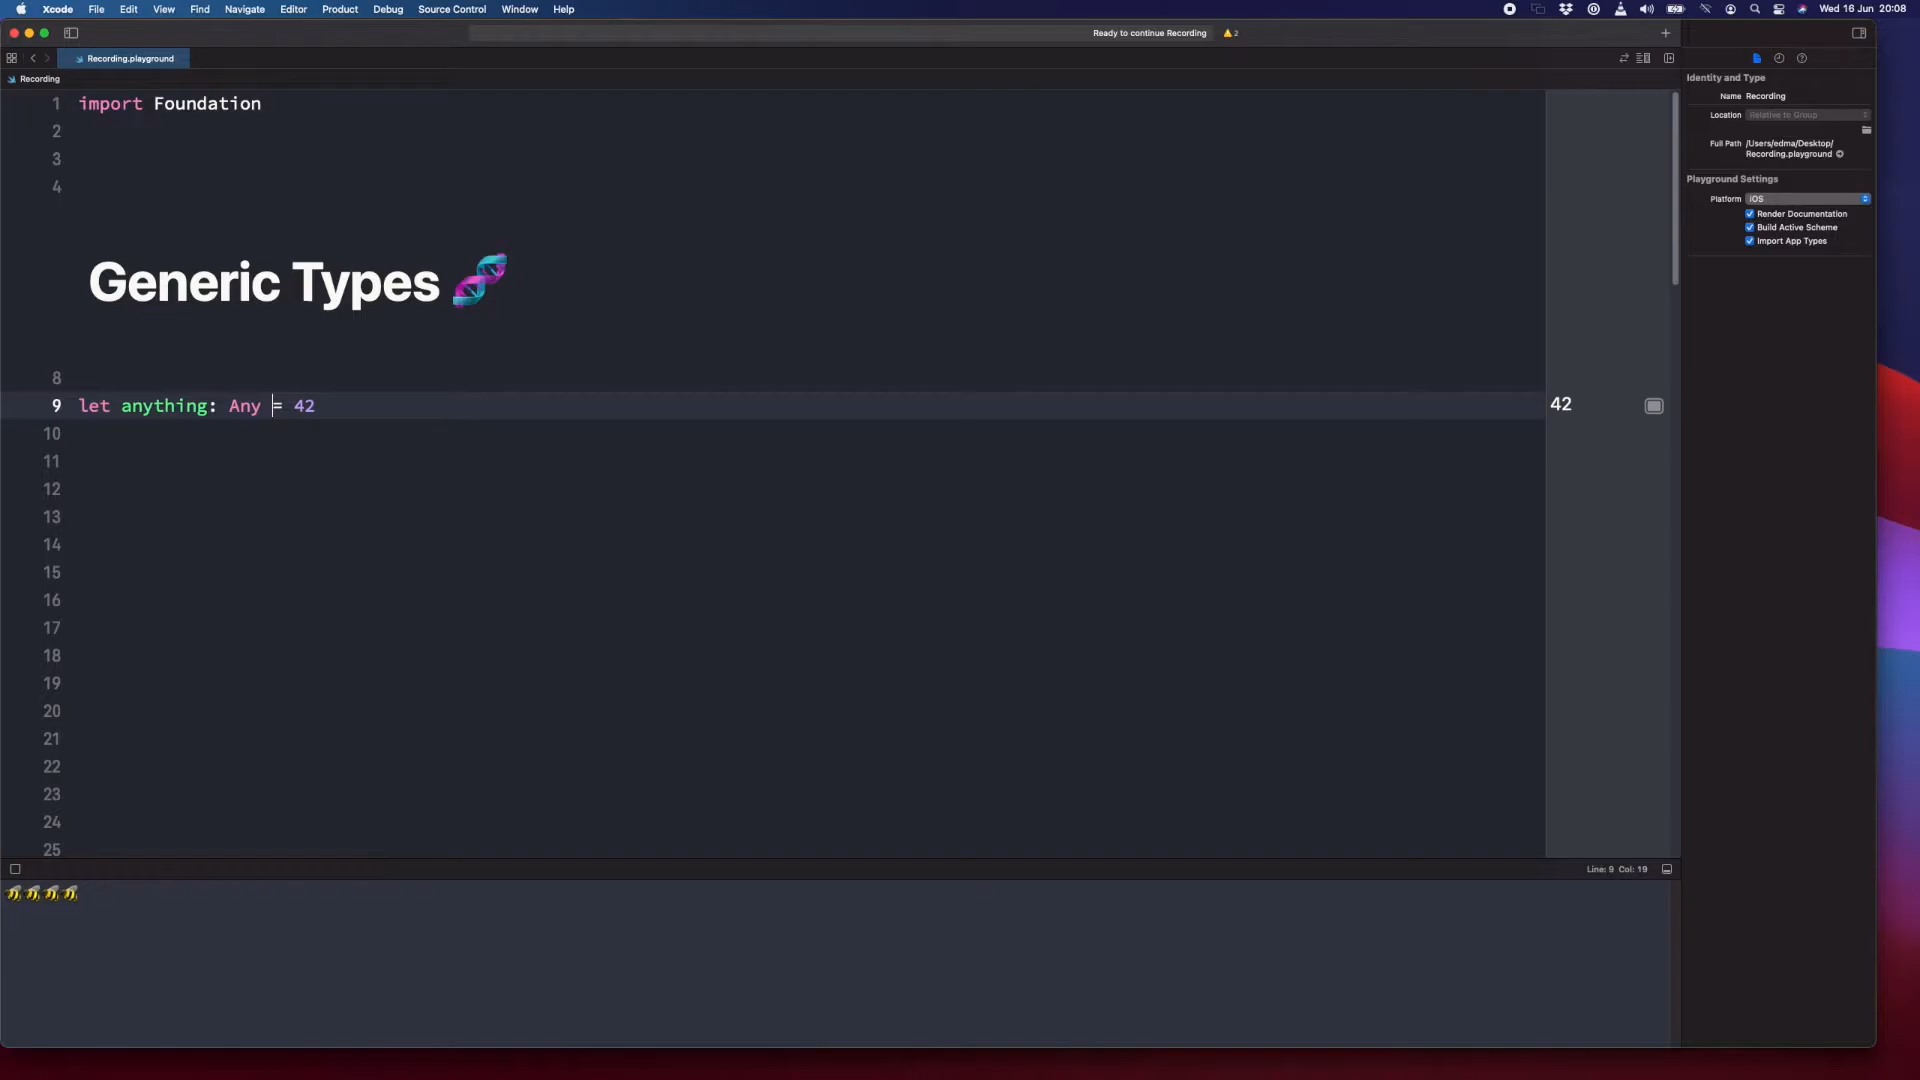 Xcode File Edit View Find Navigate Editor Product Debug Source Control Window Help Wed 16 Jun 20:08
Ready to continue Recording 2
Recording.playground
Recording
1 import Foundation
2
3
4
Generic Types 🧬
8
9 let anything: Any = 42 42
10
11
12
13
14
15
16
17
18
19
20
21
22
23
24
25
Line: 9 Col: 19
🐝🐝🐝🐝
Identity and Type
Name Recording
Location Relative to Group
Full Path /Users/edma/Desktop/
Recording.playground
Playground Settings
Platform iOS
Render Documentation
Build Active Scheme
Import App Types